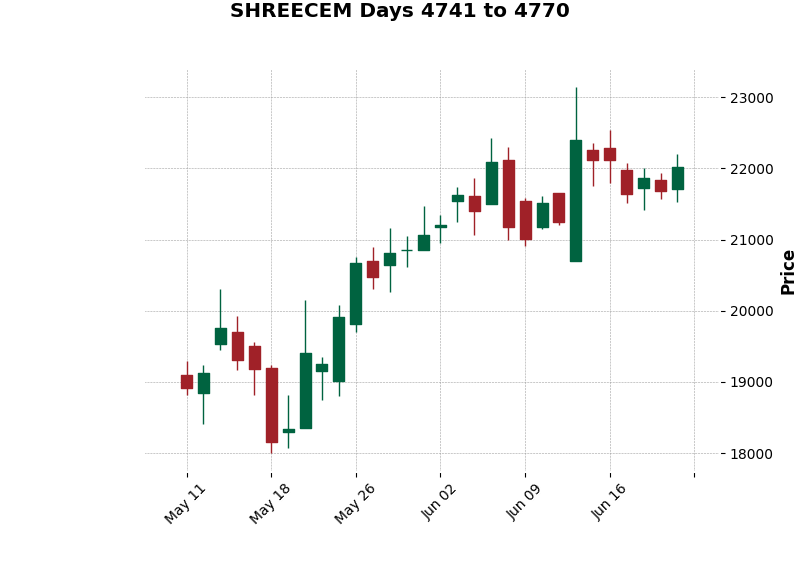 SHREECEM Days 4741 to 4770
23000
22000
21000
20000
19000
18000
Price
May 11
May 18
May 26
Jun 02
Jun 09
Jun 16